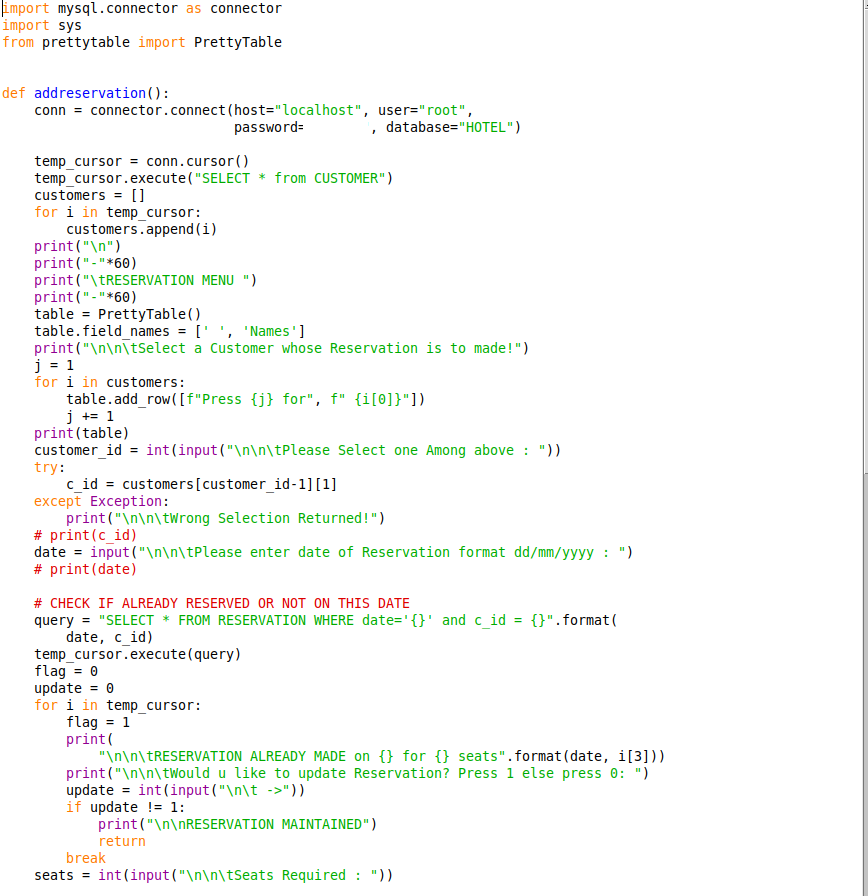 import mysql.connector as connector
import sys
from prettytable import PrettyTable
def addreservation():
    conn = connector.connect(host="localhost", user="root",
                             password=        , database="HOTEL")
    temp_cursor = conn.cursor()
    temp_cursor.execute("SELECT * from CUSTOMER")
    customers = []
    for i in temp_cursor:
        customers.append(i)
    print("\n")
    print("-"*60)
    print("\tRESERVATION MENU ")
    print("-"*60)
    table = PrettyTable()
    table.field_names = [' ', 'Names']
    print("\n\n\tSelect a Customer whose Reservation is to made!")
    j = 1
    for i in customers:
        table.add_row([f"Press {j} for", f" {i[0]}"])
        j += 1
    print(table)
    customer_id = int(input("\n\n\tPlease Select one Among above : "))
    try:
        c_id = customers[customer_id-1][1]
    except Exception:
        print("\n\n\tWrong Selection Returned!")
    # print(c_id)
    date = input("\n\n\tPlease enter date of Reservation format dd/mm/yyyy : ")
    # print(date)
    # CHECK IF ALREADY RESERVED OR NOT ON THIS DATE
    query = "SELECT * FROM RESERVATION WHERE date='{}' and c_id = {}".format(
        date, c_id)
    temp_cursor.execute(query)
    flag = 0
    update = 0
    for i in temp_cursor:
        flag = 1
        print(
            "\n\n\tRESERVATION ALREADY MADE on {} for {} seats".format(date, i[3]))
        print("\n\n\tWould u like to update Reservation? Press 1 else press 0: ")
        update = int(input("\n\t ->"))
        if update != 1:
            print("\n\nRESERVATION MAINTAINED")
            return
        break
    seats = int(input("\n\n\tSeats Required : "))